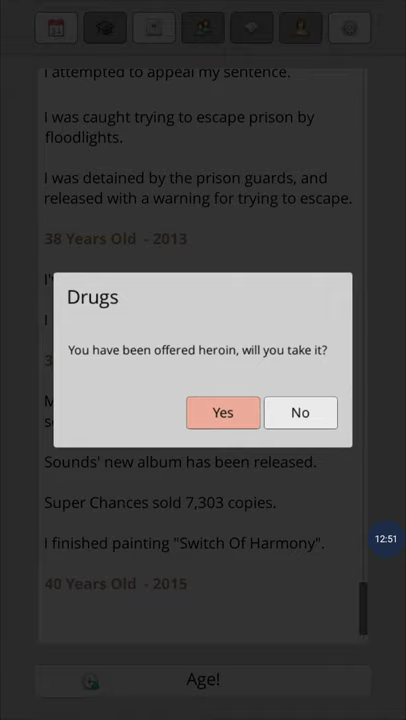 I attempted to appeal my sentence.
I was caught trying to escape prison by
floodlights.
I was detained by the prison guards, and
released with a warning for trying to escape.
38 Years Old - 2013
Drugs
You have been offered heroin, will you take it?
Yes
No
Sounds' new album has been released.
Super Chances sold 7,303 copies.
12:51
I finished painting "Switch Of Harmony".
40 Years Old - 2015
Age!